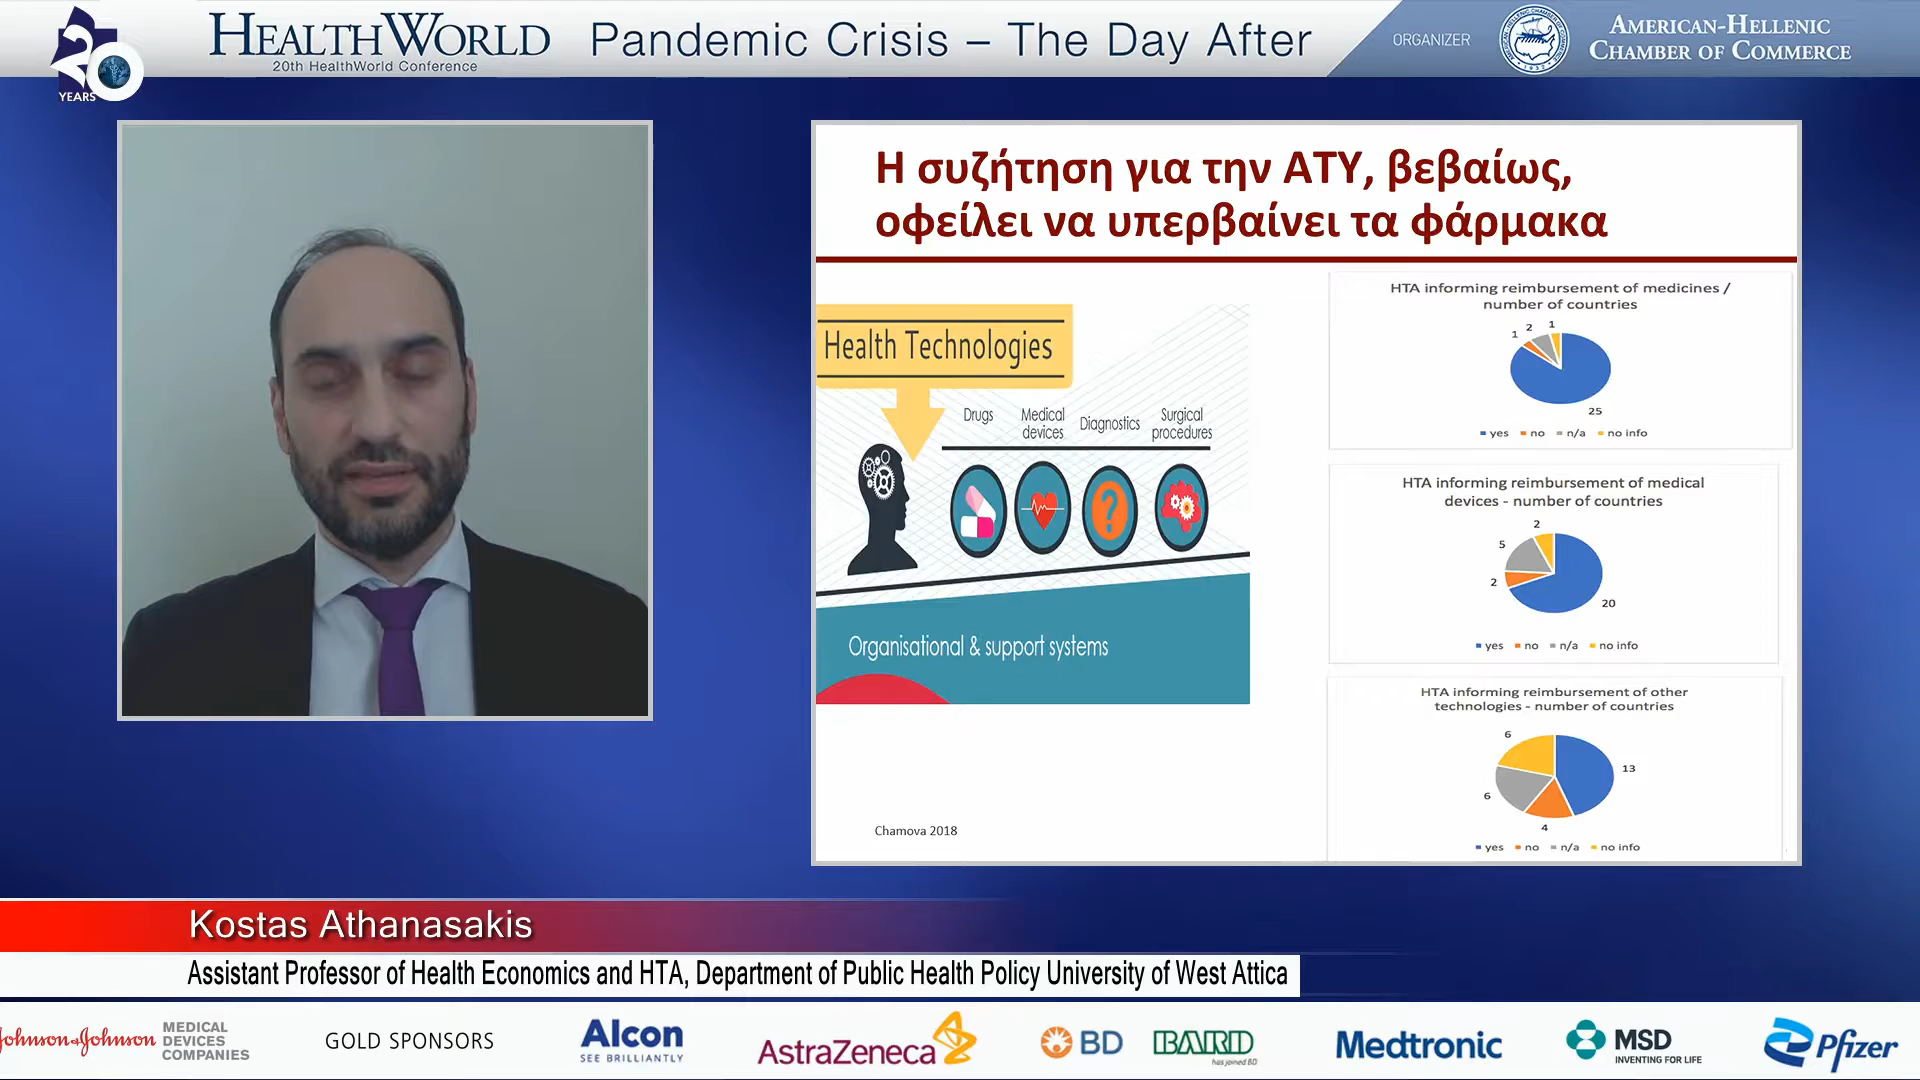 20
YEARS
HEALTHWORLD
20th HealthWorld Conference
Pandemic Crisis – The Day After
ORGANIZER
AMERICAN-HELLENIC
CHAMBER OF COMMERCE
Η συζήτηση για την ΑΤΥ, βεβαίως,
οφείλει να υπερβαίνει τα φάρμακα
Health Technologies
Drugs
Medical
devices
Diagnostics
Surgical
procedures
Organisational & support systems
Chamova 2018
HTA informing reimbursement of medicines /
number of countries
1 2 1
25
yes no n/a no info
HTA informing reimbursement of medical
devices - number of countries
2
5
2
20
yes no n/a no info
HTA informing reimbursement of other
technologies - number of countries
6
13
6
4
yes no n/a no info
Kostas Athanasakis
Assistant Professor of Health Economics and HTA, Department of Public Health Policy University of West Attica
Johnson & Johnson
MEDICAL
DEVICES
COMPANIES
GOLD SPONSORS
Alcon
SEE BRILLIANTLY
AstraZeneca
BD
BARD
has joined BD
Medtronic
MSD
INVENTING FOR LIFE
Pfizer